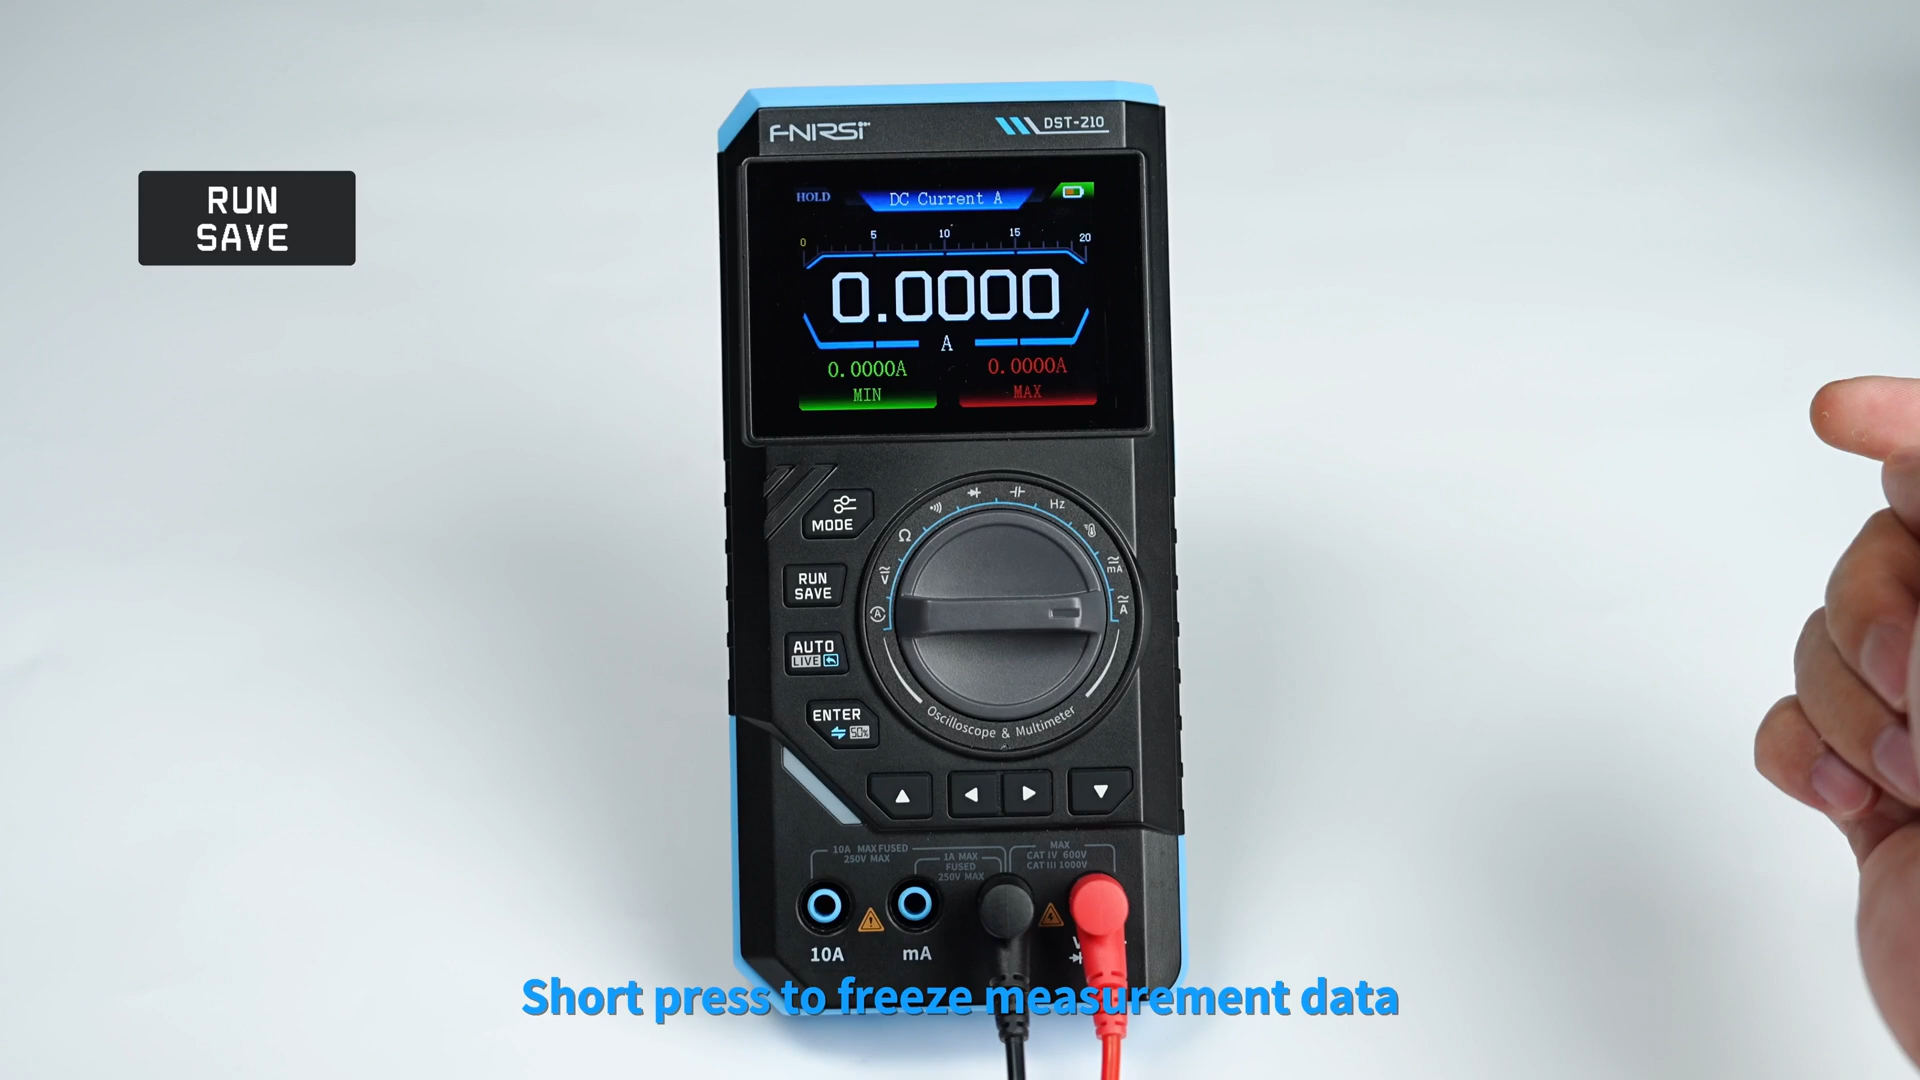 RUN
SAVE
FNIRSI
DST-210
HOLD
DC Current A
0 5 10 15 20
0.0000
A
0.0000A
MIN
0.0000A
MAX
MODE
RUN
SAVE
AUTO
LIVE
ENTER
50%
Ω
Hz
mA
V
A
A
Oscilloscope & Multimeter
10A MAX FUSED
250V MAX
1A MAX
FUSED
250V MAX
MAX
CAT IV 600V
CAT III 1000V
10A
mA
Short press to freeze measurement data